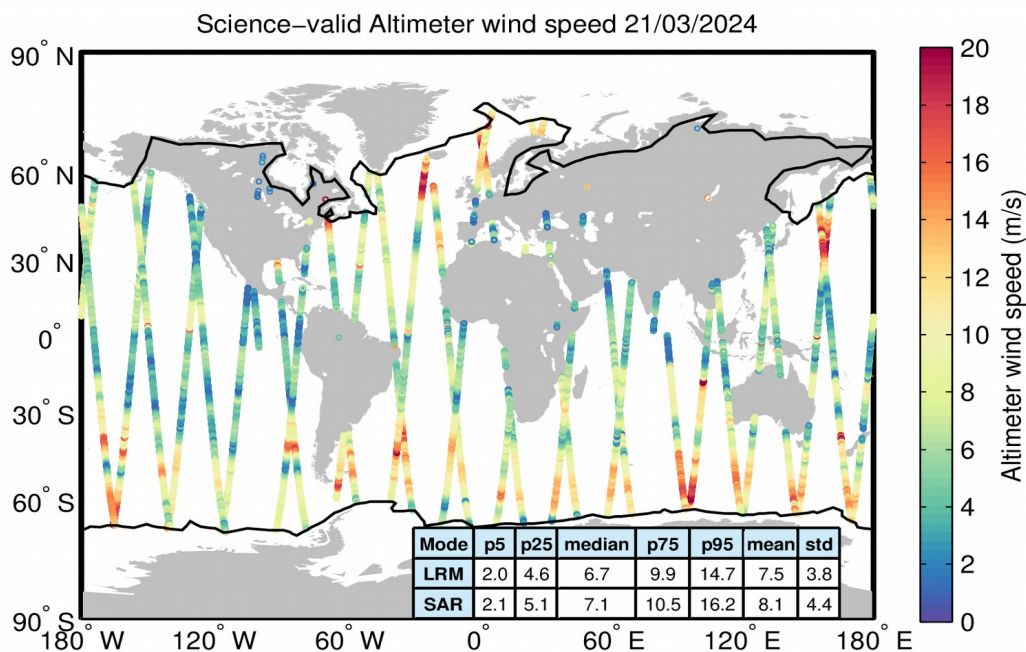 Science−valid Altimeter wind speed 21/03/2024
90° N
60° N
30° N
0°
30° S
60° S
90° S
180° W
120° W
60° W
0°
60° E
120° E
180° E
20
18
16
14
12
10
8
6
4
2
0
Altimeter wind speed (m/s)
Mode p5 p25 median p75 p95 mean std
LRM 2.0 4.6 6.7 9.9 14.7 7.5 3.8
SAR 2.1 5.1 7.1 10.5 16.2 8.1 4.4